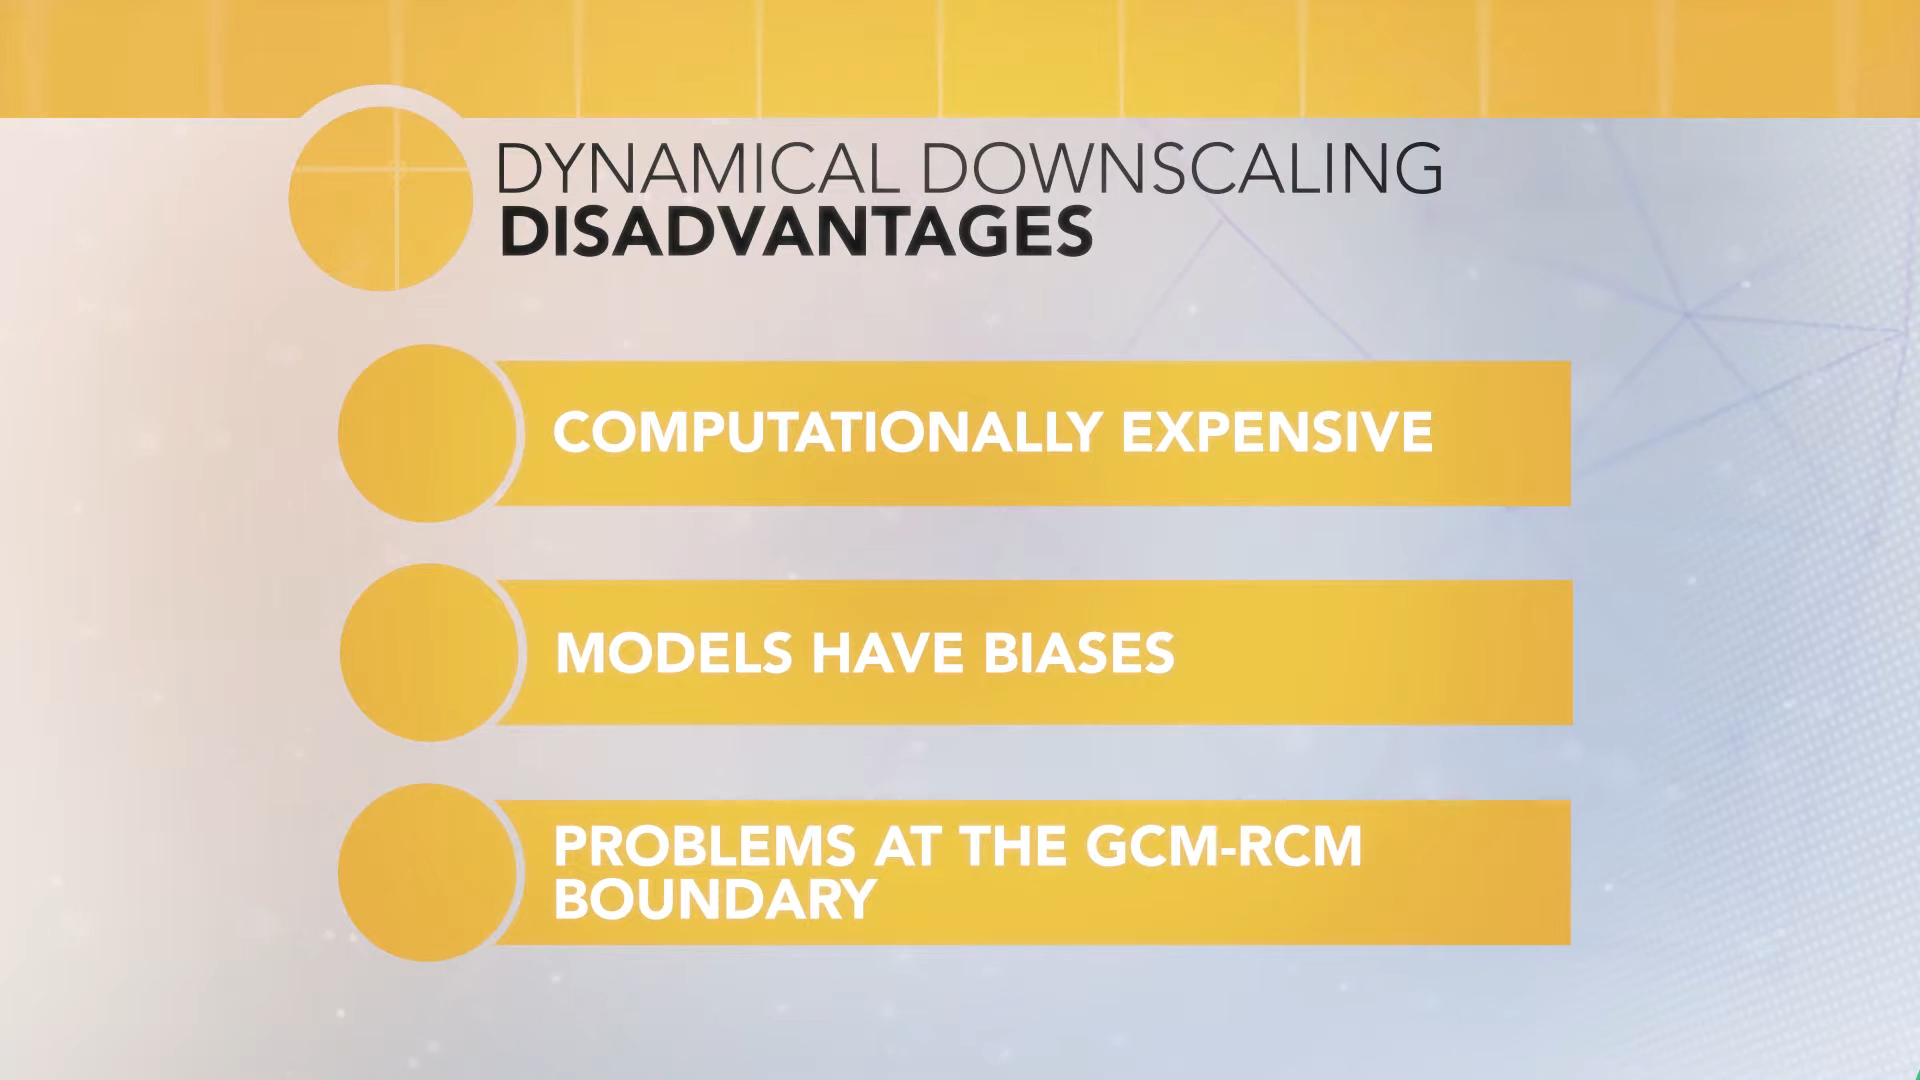 DYNAMICAL DOWNSCALING
DISADVANTAGES
COMPUTATIONALLY EXPENSIVE
MODELS HAVE BIASES
PROBLEMS AT THE GCM-RCM
BOUNDARY